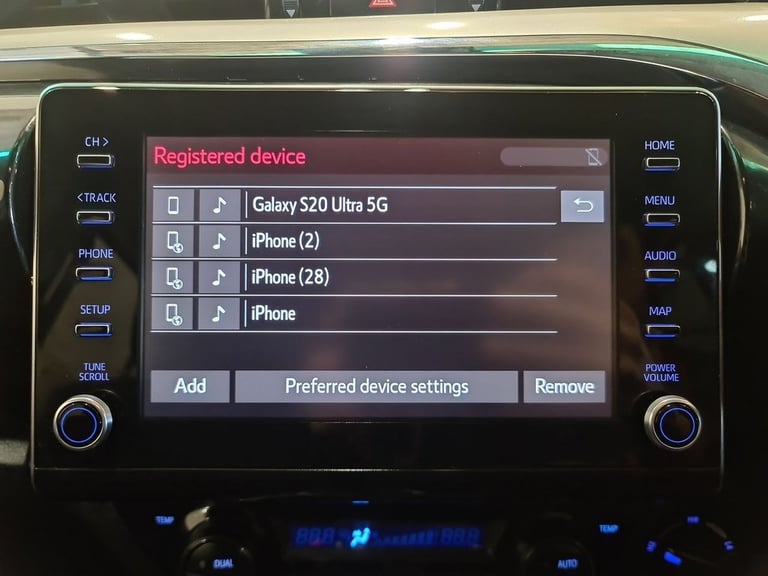 CH >
<TRACK
PHONE
SETUP
TUNE
SCROLL
Registered device
Galaxy S20 Ultra 5G
iPhone (2)
iPhone (28)
iPhone
Add
Preferred device settings
Remove
HOME
MENU
AUDIO
MAP
POWER
VOLUME
TEMP
TEMP
DUAL
AUTO